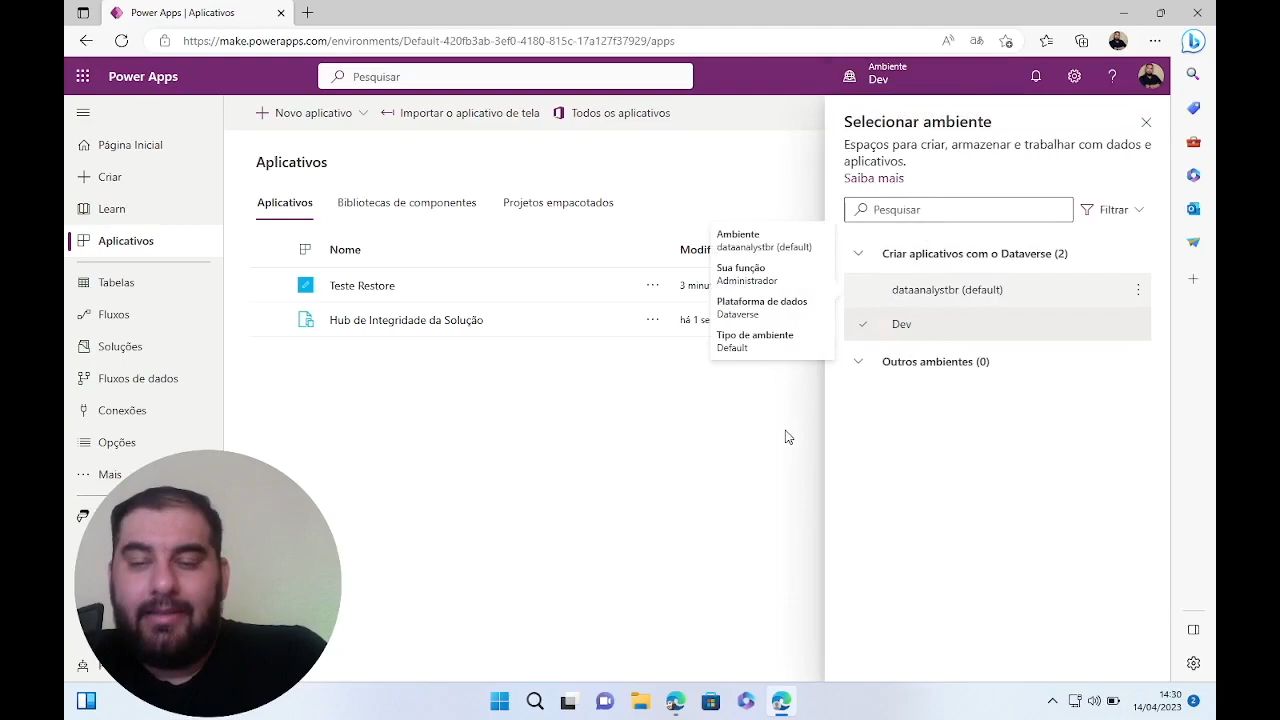 Power Apps | Aplicativos
https://make.powerapps.com/environments/Default-420fb3ab-3ef0-4180-815c-17a127f37929/apps
Power Apps
Pesquisar
Ambiente
Dev
Página Inicial
Criar
Learn
Aplicativos
Tabelas
Fluxos
Soluções
Fluxos de dados
Conexões
Opções
Mais
Novo aplicativo
Importar o aplicativo de tela
Todos os aplicativos
Aplicativos
Aplicativos
Bibliotecas de componentes
Projetos empacotados
Nome
Modif
Teste Restore
3 minut
Hub de Integridade da Solução
há 1 se
Ambiente
dataanalystbr (default)
Sua função
Administrador
Plataforma de dados
Dataverse
Tipo de ambiente
Default
Selecionar ambiente
Espaços para criar, armazenar e trabalhar com dados e
aplicativos.
Saiba mais
Pesquisar
Filtrar
Criar aplicativos com o Dataverse (2)
dataanalystbr (default)
Dev
Outros ambientes (0)
14:30
14/04/2023
2